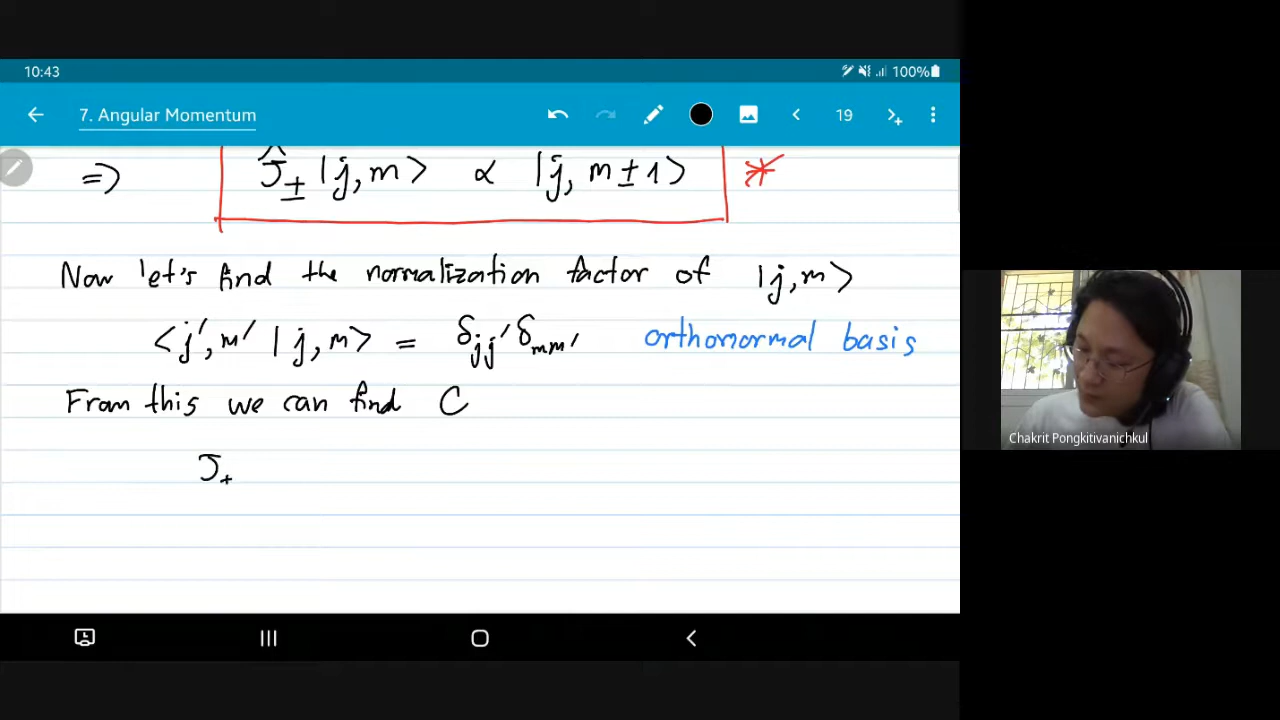 10:43 100%
7. Angular Momentum 19
⇒ Ĵ± |j,m> ∝ |j, m±1> *
Now let's find the normalization factor of |j,m>
<j',m' | j,m> = δjj' δmm' orthonormal basis
From this we can find C
J+
Chakrit Pongkitivanichkul